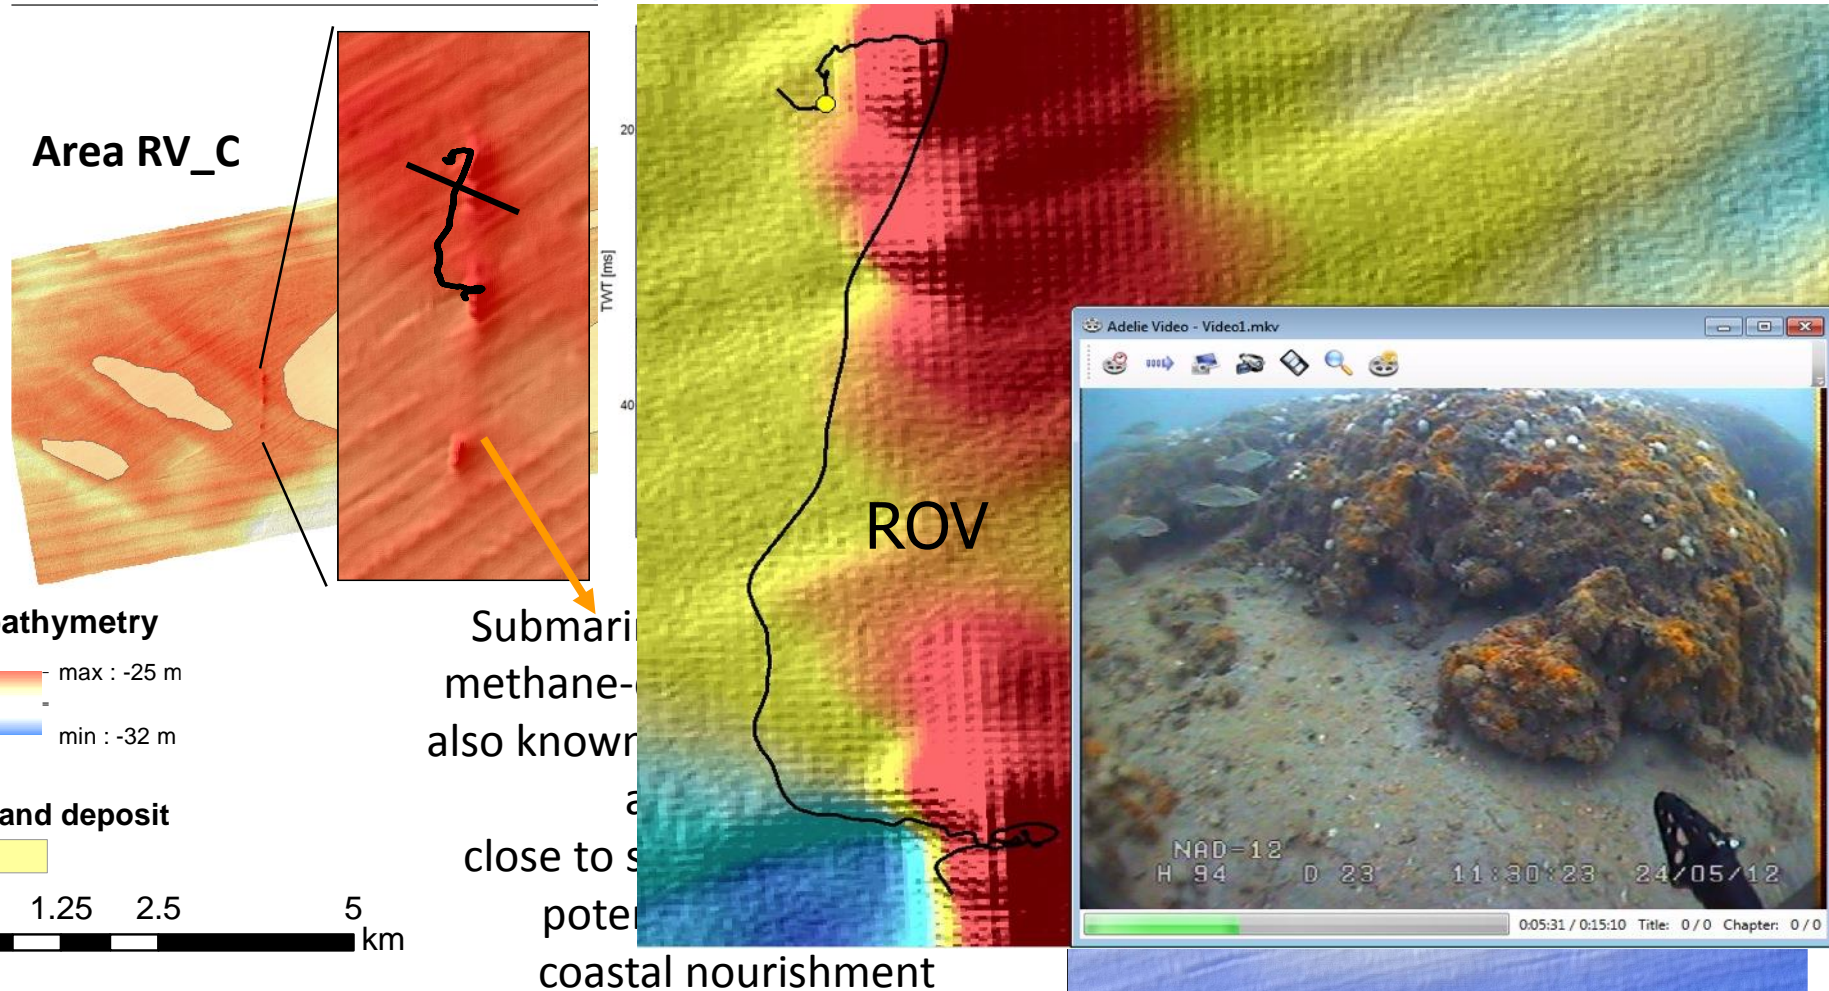 Area RV_C
20
TWT [ms]
40
athymetry
max : -25 m
min : -32 m
and deposit
1.25 2.5 5
km
Submari
methane-
also known
a
close to s
poten
coastal nourishment
ROV
Adelie Video - Video1.mkv
NAD-12
H 94 D 23 11:30:23 24/05/12
0:05:31 / 0:15:10 Title: 0 / 0 Chapter: 0 / 0